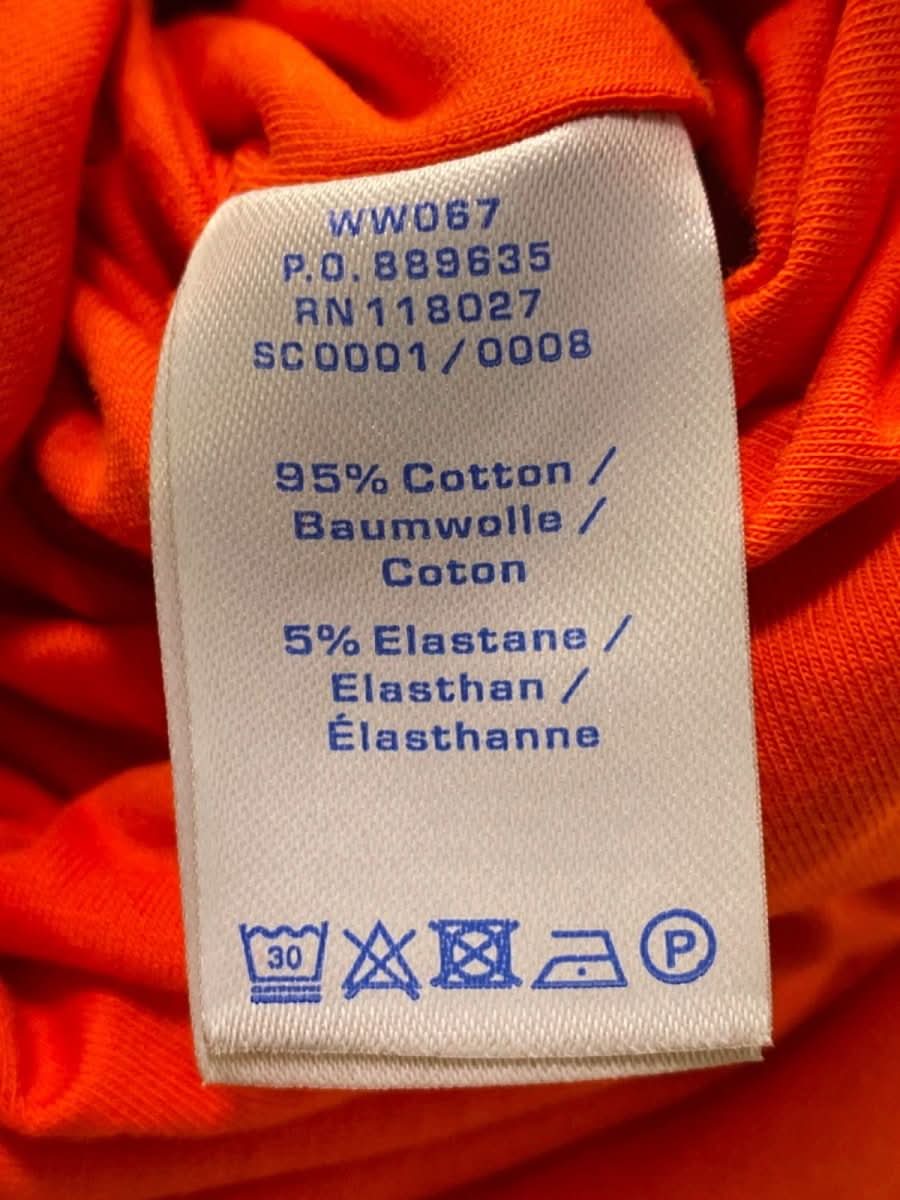 WW067
P.O. 889635
RN 118027
SC0001/0008
95% Cotton /
Baumwolle /
Coton
5% Elastane /
Elasthan /
Élasthanne
30 P